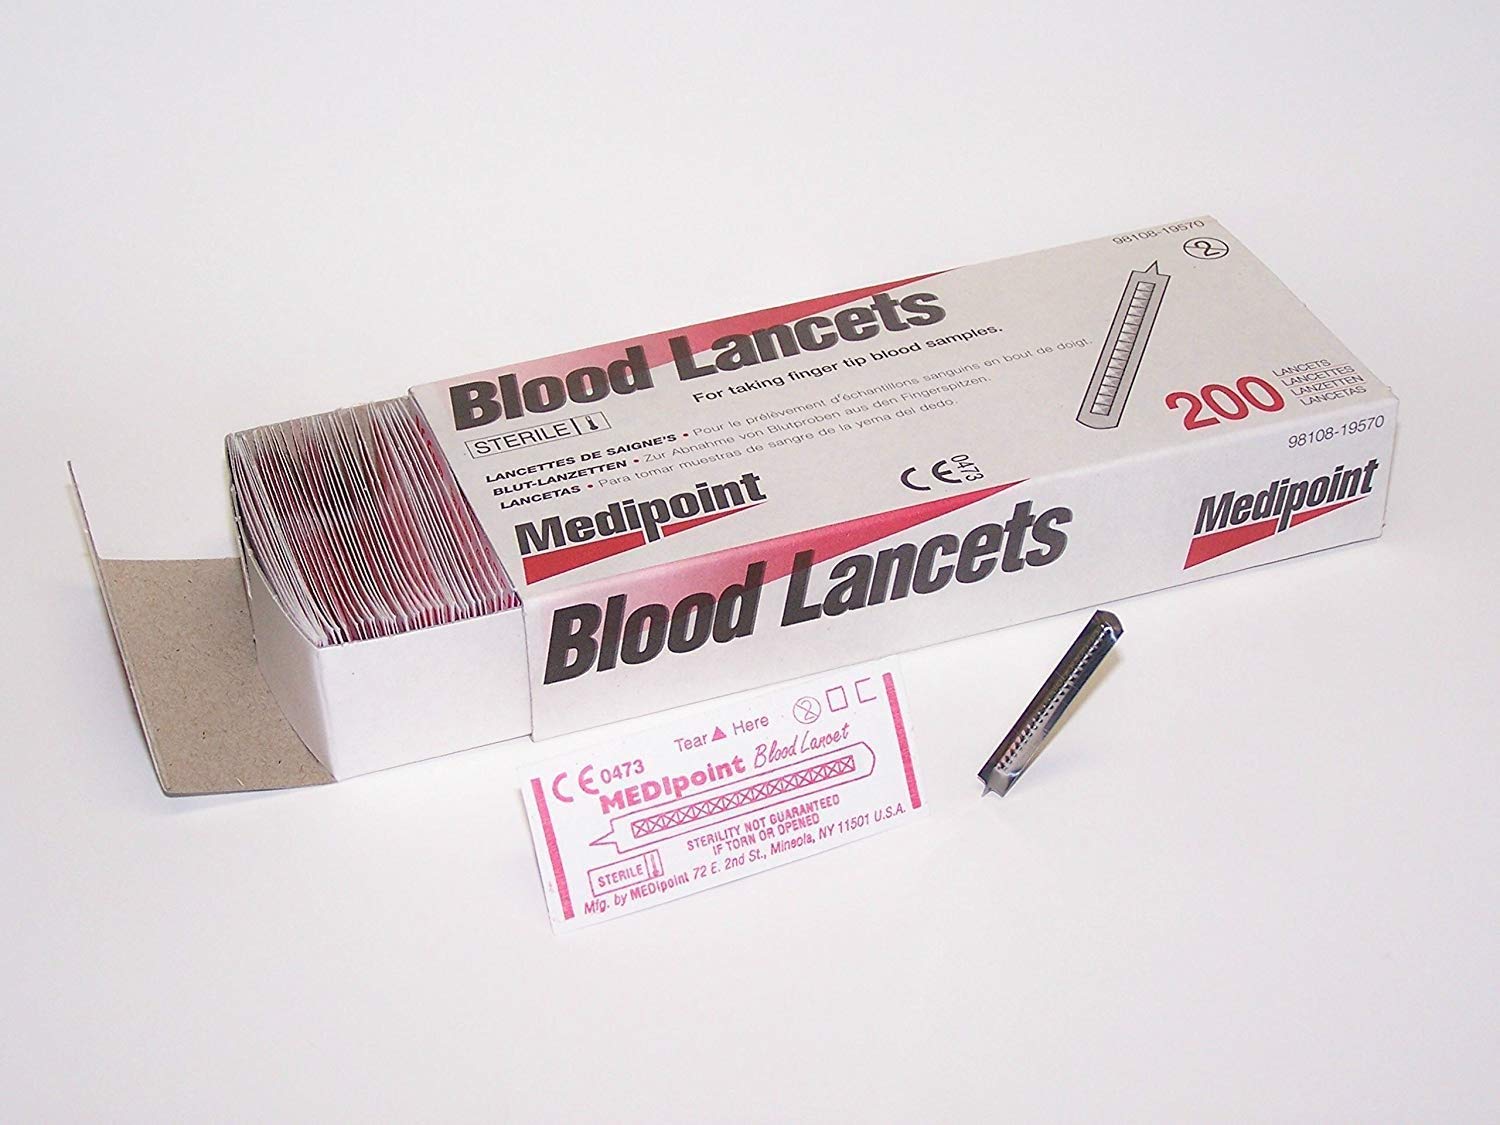 98108-19570
2
Blood Lancets
For taking finger tip blood samples.
STERILE
LANCETTES DE SAIGNE'S • Pour le prélèvement d'échantillons sanguins en bout de doigt.
BLUT-LANZETTEN • Zur Abnahme von Blutproben aus den Fingerspitzen.
LANCETAS • Para tomar muestras de sangre de la yema del dedo.
200
LANCETS
LANCETTES
LANZETTEN
LANCETAS
Medipoint
CE 0473
98108-19570
Blood Lancets
Medipoint
Tear ▲ Here
2
CE 0473
MEDIpoint Blood Lancet
STERILITY NOT GUARANTEED
IF TORN OR OPENED
STERILE
Mfg. by MEDIpoint 72 E. 2nd St., Mineola, NY 11501 U.S.A.